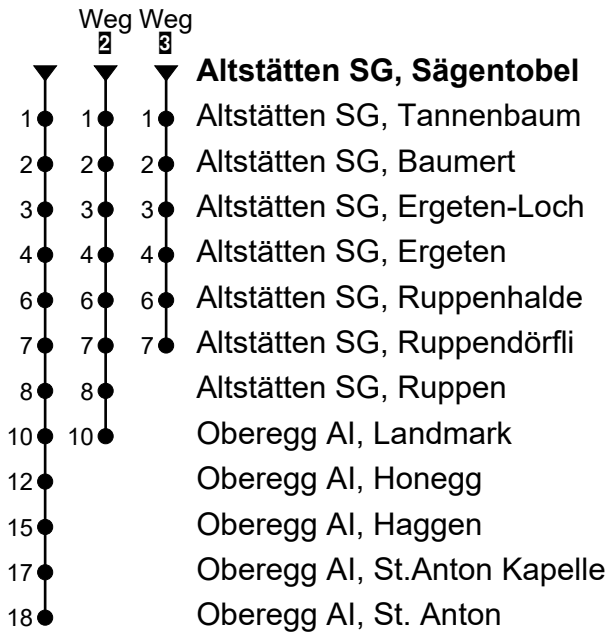 Weg Weg
2 3
Altstätten SG, Sägentobel
1 1 1 Altstätten SG, Tannenbaum
2 2 2 Altstätten SG, Baumert
3 3 3 Altstätten SG, Ergeten-Loch
4 4 4 Altstätten SG, Ergeten
6 6 6 Altstätten SG, Ruppenhalde
7 7 7 Altstätten SG, Ruppendörfli
8 8 Altstätten SG, Ruppen
10 10 Oberegg AI, Landmark
12 Oberegg AI, Honegg
15 Oberegg AI, Haggen
17 Oberegg AI, St.Anton Kapelle
18 Oberegg AI, St. Anton